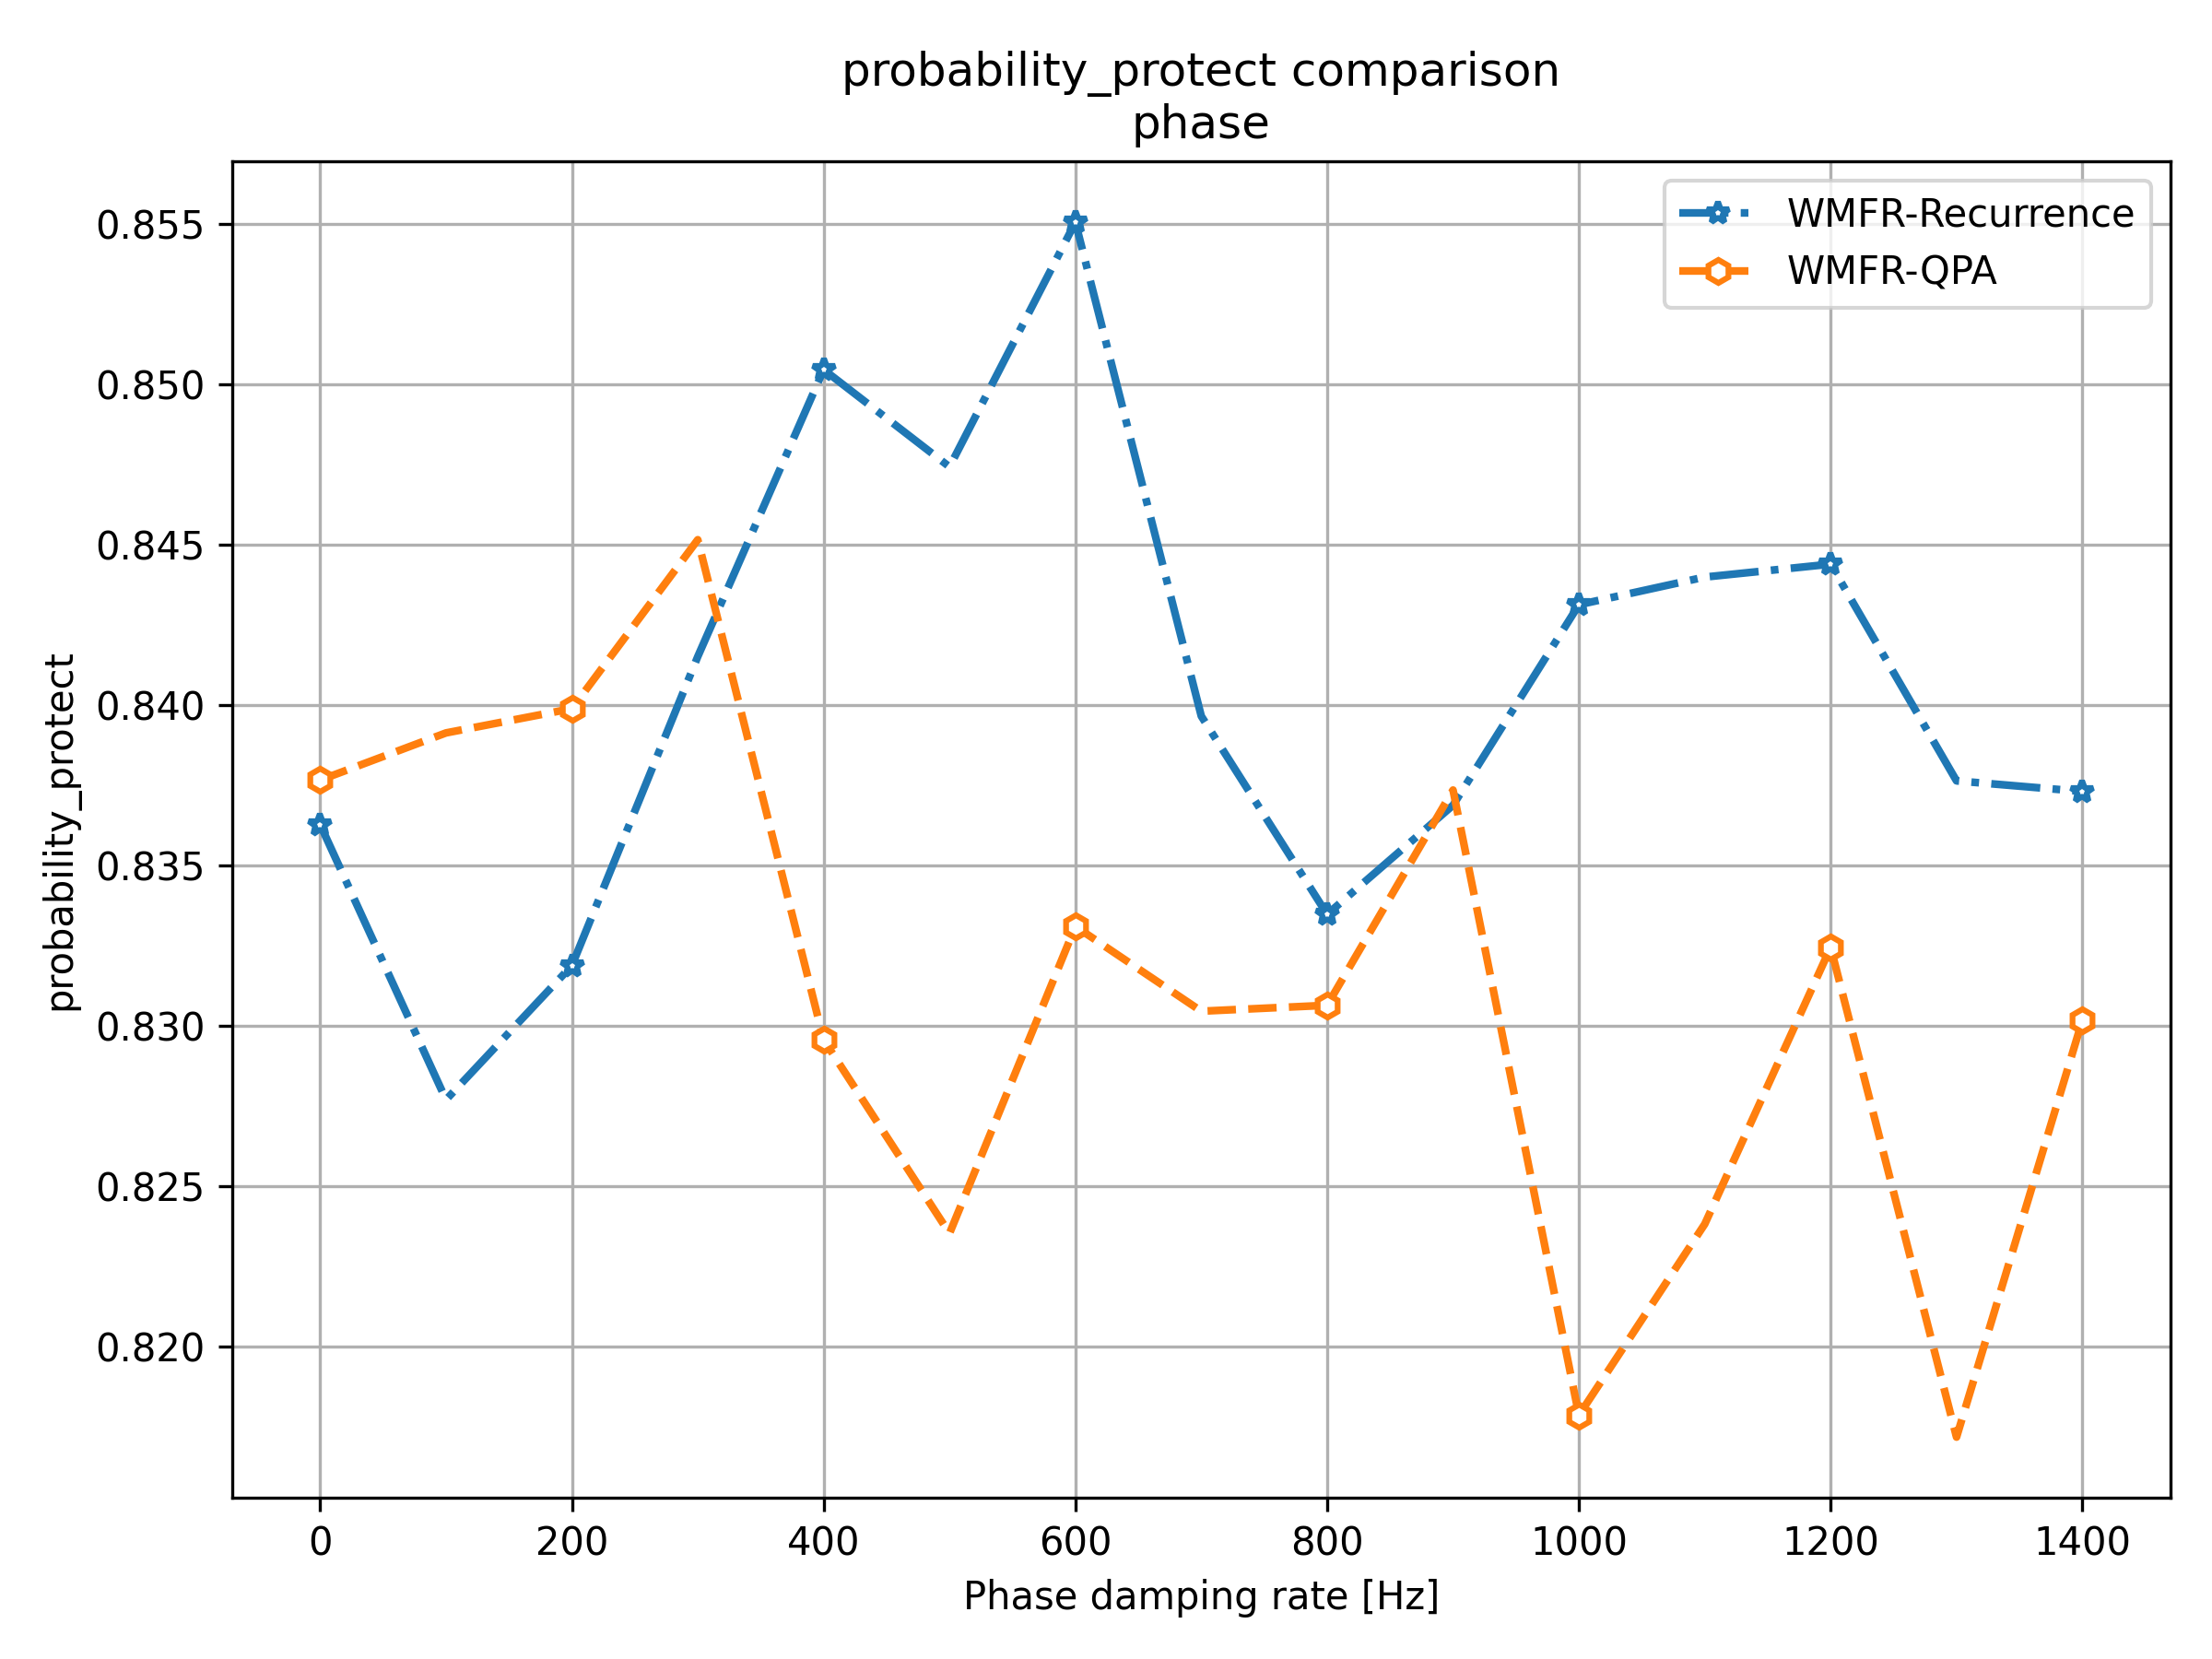 probability_protect comparison
phase
WMFR-Recurrence
WMFR-QPA
probability_protect
0.855
0.850
0.845
0.840
0.835
0.830
0.825
0.820
0 200 400 600 800 1000 1200 1400
Phase damping rate [Hz]